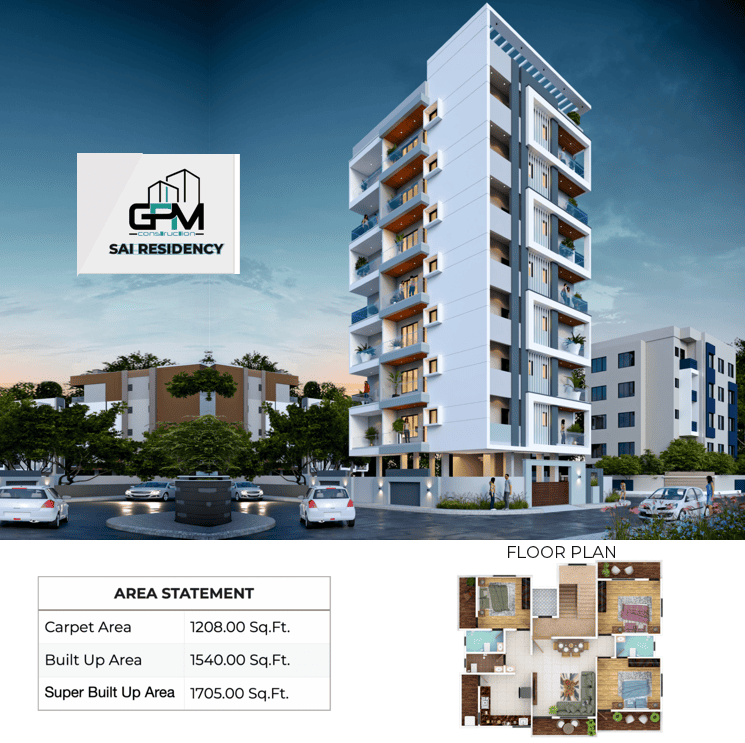 GPM
CONSTRUCTION
SAI RESIDENCY
FLOOR PLAN
AREA STATEMENT
Carpet Area 1208.00 Sq.Ft.
Built Up Area 1540.00 Sq.Ft.
Super Built Up Area 1705.00 Sq.Ft.